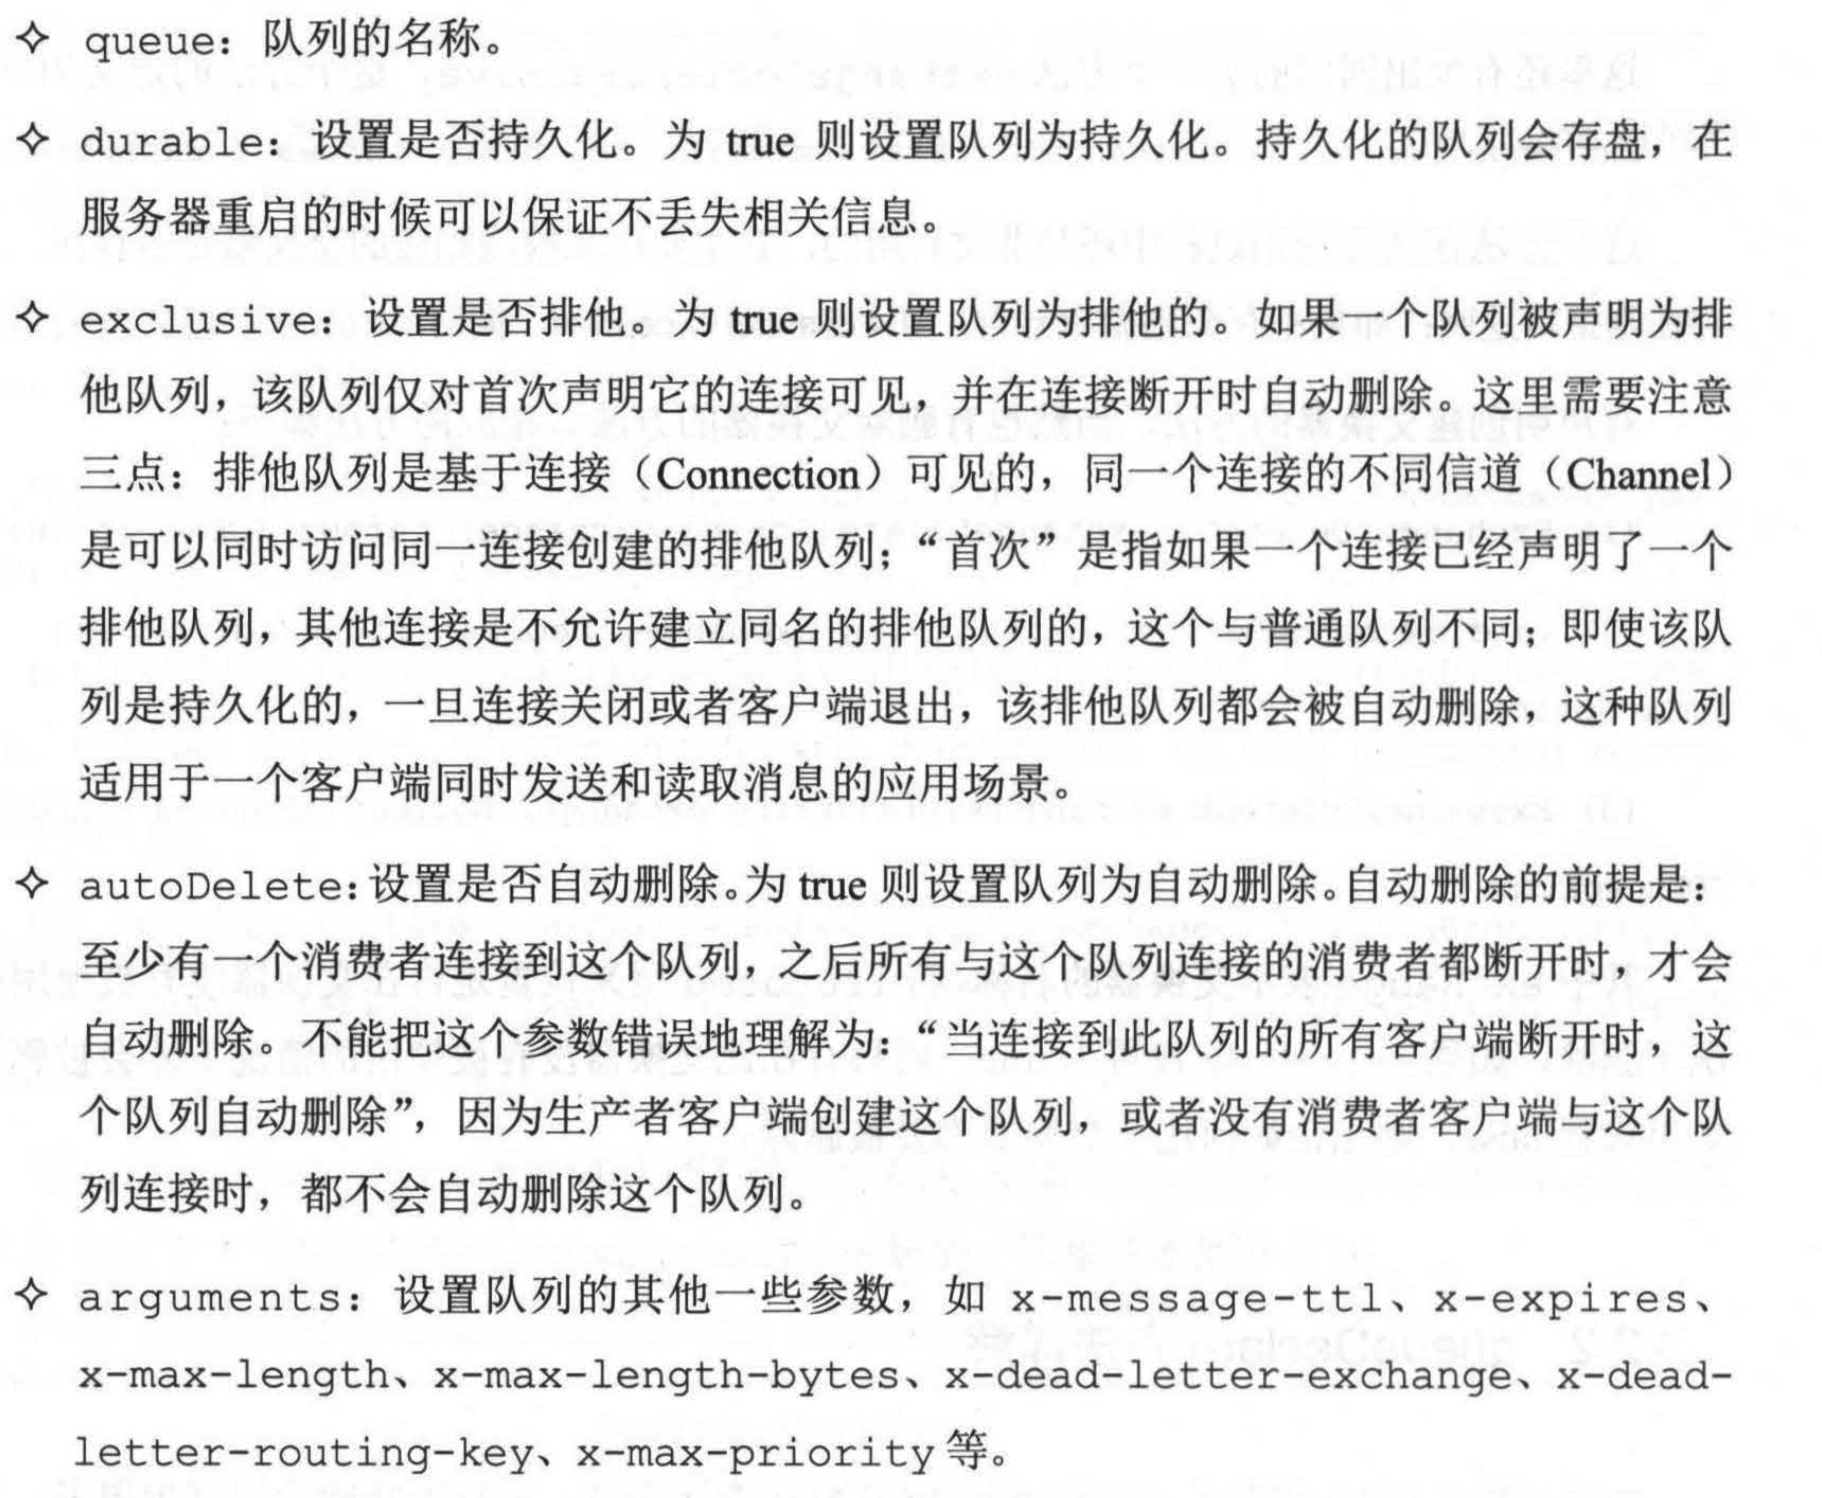 ✧ queue：队列的名称。
✧ durable：设置是否持久化。为 true 则设置队列为持久化。持久化的队列会存盘，在
服务器重启的时候可以保证不丢失相关信息。
✧ exclusive：设置是否排他。为 true 则设置队列为排他的。如果一个队列被声明为排
他队列，该队列仅对首次声明它的连接可见，并在连接断开时自动删除。这里需要注意
三点：排他队列是基于连接（Connection）可见的，同一个连接的不同信道（Channel）
是可以同时访问同一连接创建的排他队列；“首次”是指如果一个连接已经声明了一个
排他队列，其他连接是不允许建立同名的排他队列的，这个与普通队列不同；即使该队
列是持久化的，一旦连接关闭或者客户端退出，该排他队列都会被自动删除，这种队列
适用于一个客户端同时发送和读取消息的应用场景。
✧ autoDelete：设置是否自动删除。为 true 则设置队列为自动删除。自动删除的前提是：
至少有一个消费者连接到这个队列，之后所有与这个队列连接的消费者都断开时，才会
自动删除。不能把这个参数错误地理解为：“当连接到此队列的所有客户端断开时，这
个队列自动删除”，因为生产者客户端创建这个队列，或者没有消费者客户端与这个队
列连接时，都不会自动删除这个队列。
✧ arguments：设置队列的其他一些参数，如 x-message-ttl、x-expires、
x-max-length、x-max-length-bytes、x-dead-letter-exchange、x-dead-
letter-routing-key、x-max-priority 等。